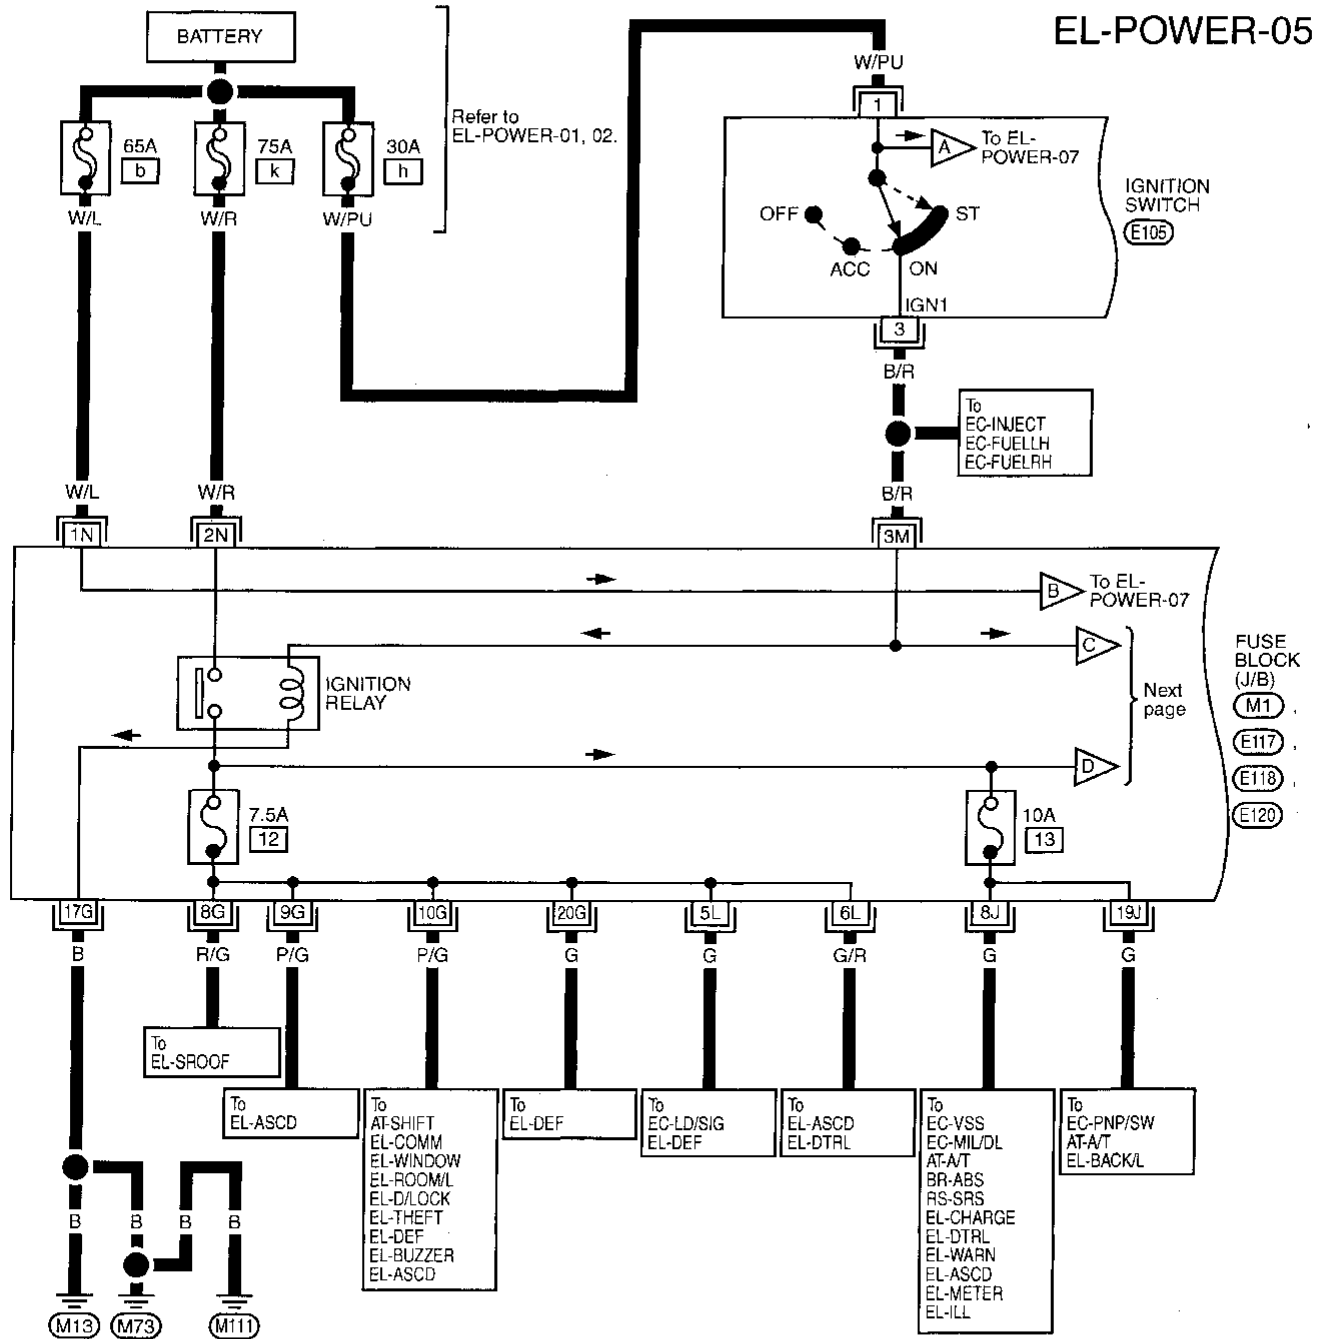 EL-POWER-05
BATTERY
Refer to
EL-POWER-01, 02.
65A
b
75A
k
30A
h
W/L
W/R
W/PU
W/PU
1
To EL-
POWER-07
A
OFF
ACC
ON
ST
IGN1
3
IGNITION
SWITCH
E105
B/R
To
EC-INJECT
EC-FUELLH
EC-FUELRH
W/L
W/R
B/R
1N
2N
3M
B
To EL-
POWER-07
C
Next
page
D
IGNITION
RELAY
FUSE
BLOCK
(J/B)
M1 ,
E117 ,
E118 ,
E120
7.5A
12
10A
13
17G
8G
9G
10G
20G
5L
6L
8J
19J
B
R/G
P/G
P/G
G
G
G/R
G
G
To
EL-SROOF
To
EL-ASCD
To
AT-SHIFT
EL-COMM
EL-WINDOW
EL-ROOM/L
EL-D/LOCK
EL-THEFT
EL-DEF
EL-BUZZER
EL-ASCD
To
EL-DEF
To
EC-LD/SIG
EL-DEF
To
EL-ASCD
EL-DTRL
To
EC-VSS
EC-MIL/DL
AT-A/T
BR-ABS
RS-SRS
EL-CHARGE
EL-DTRL
EL-WARN
EL-ASCD
EL-METER
EL-ILL
To
EC-PNP/SW
AT-A/T
EL-BACK/L
B
B
B
B
M13
M73
M111